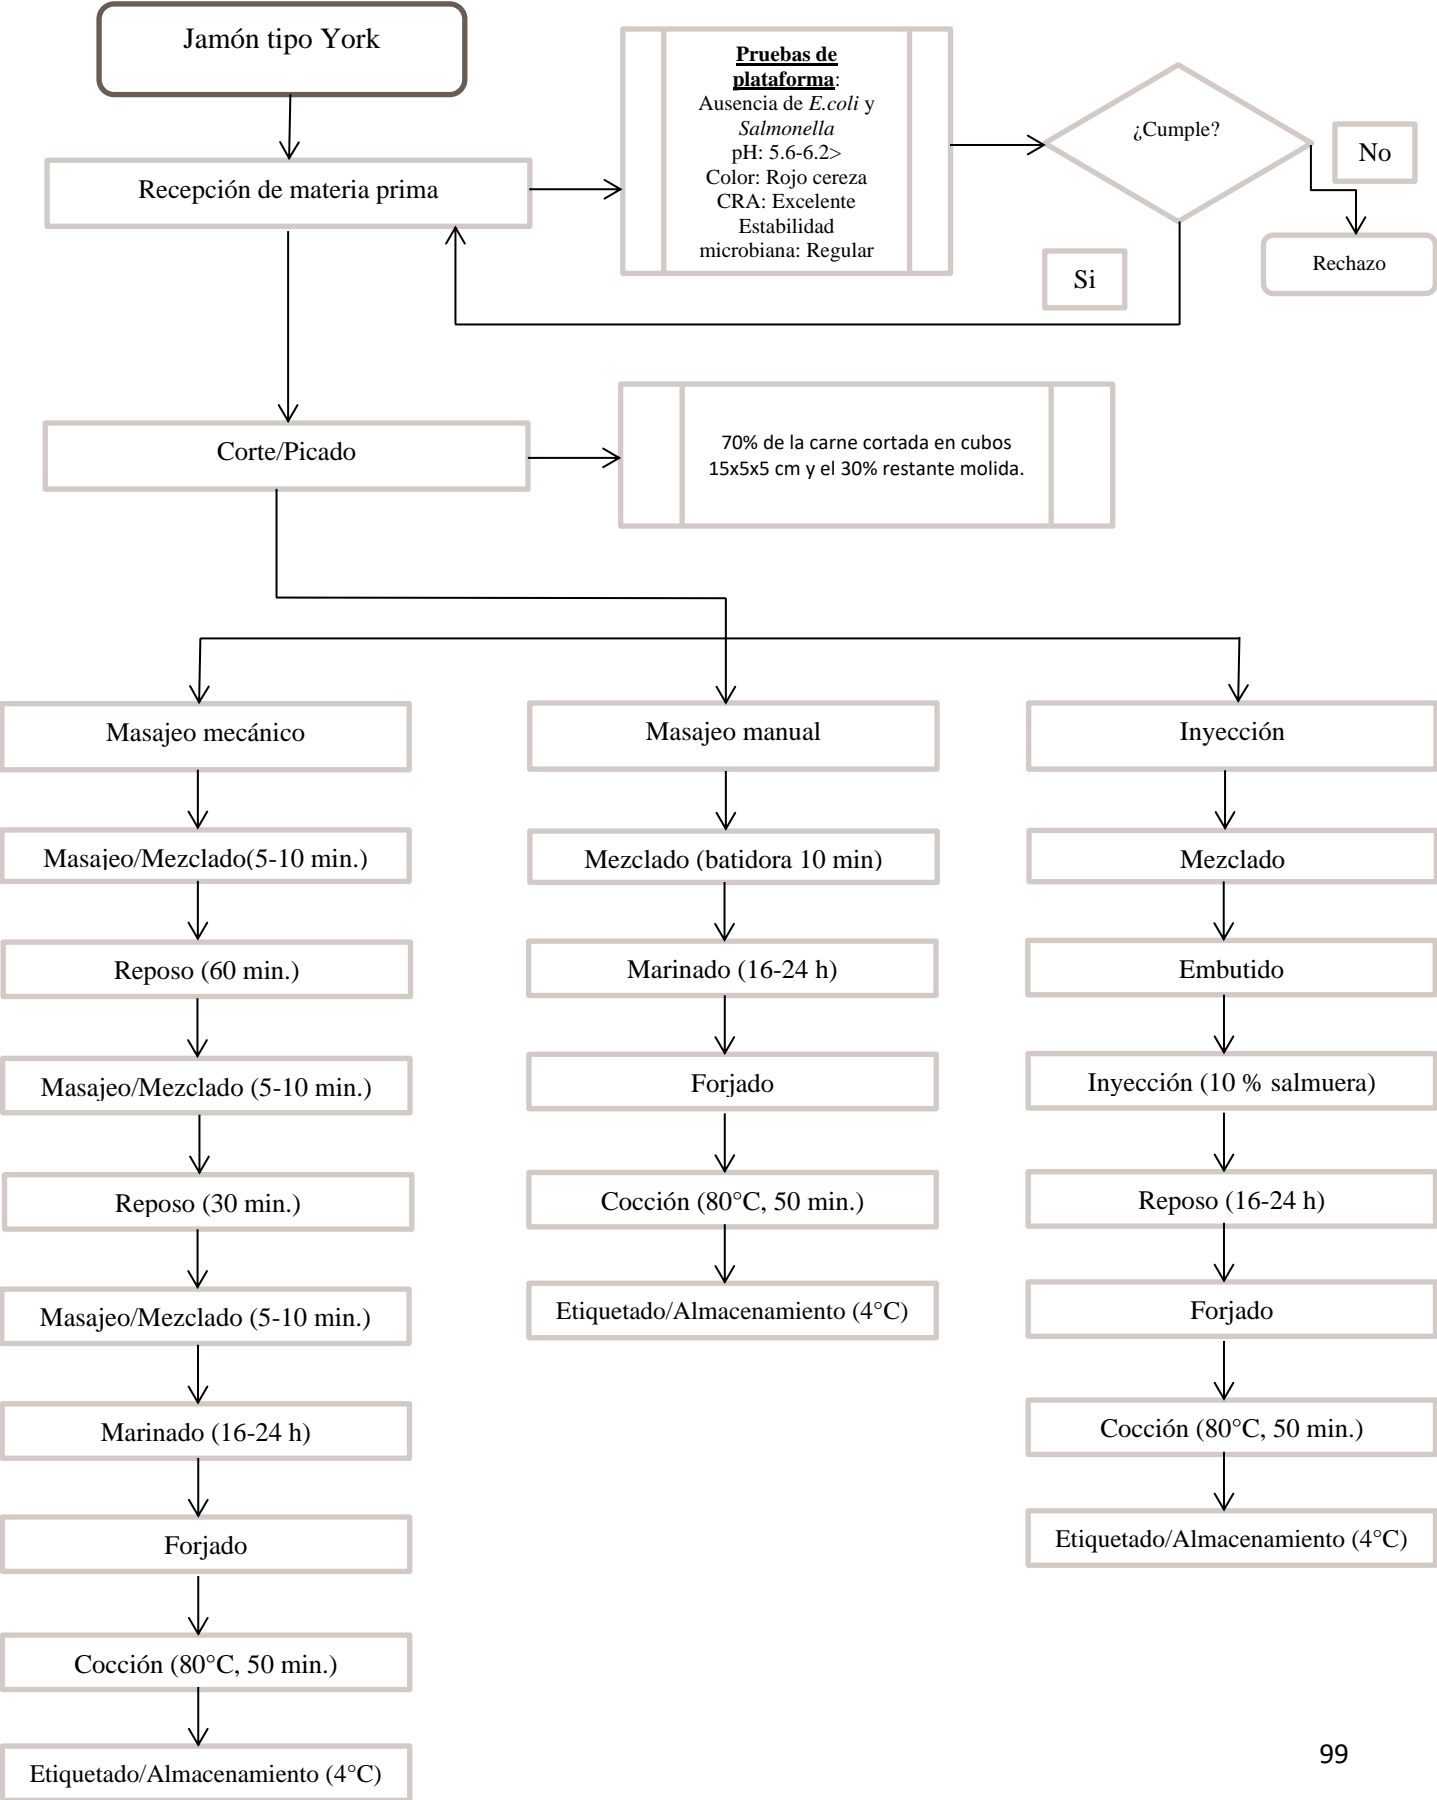 Jamón tipo York
Recepción de materia prima
Pruebas de
plataforma:
Ausencia de E.coli y
Salmonella
pH: 5.6-6.2>
Color: Rojo cereza
CRA: Excelente
Estabilidad
microbiana: Regular
¿Cumple?
No
Rechazo
Si
Corte/Picado
70% de la carne cortada en cubos
15x5x5 cm y el 30% restante molida.
Masajeo mecánico
Masajeo/Mezclado(5-10 min.)
Reposo (60 min.)
Masajeo/Mezclado (5-10 min.)
Reposo (30 min.)
Masajeo/Mezclado (5-10 min.)
Marinado (16-24 h)
Forjado
Cocción (80°C, 50 min.)
Etiquetado/Almacenamiento (4°C)
Masajeo manual
Mezclado (batidora 10 min)
Marinado (16-24 h)
Forjado
Cocción (80°C, 50 min.)
Etiquetado/Almacenamiento (4°C)
Inyección
Mezclado
Embutido
Inyección (10 % salmuera)
Reposo (16-24 h)
Forjado
Cocción (80°C, 50 min.)
Etiquetado/Almacenamiento (4°C)
99